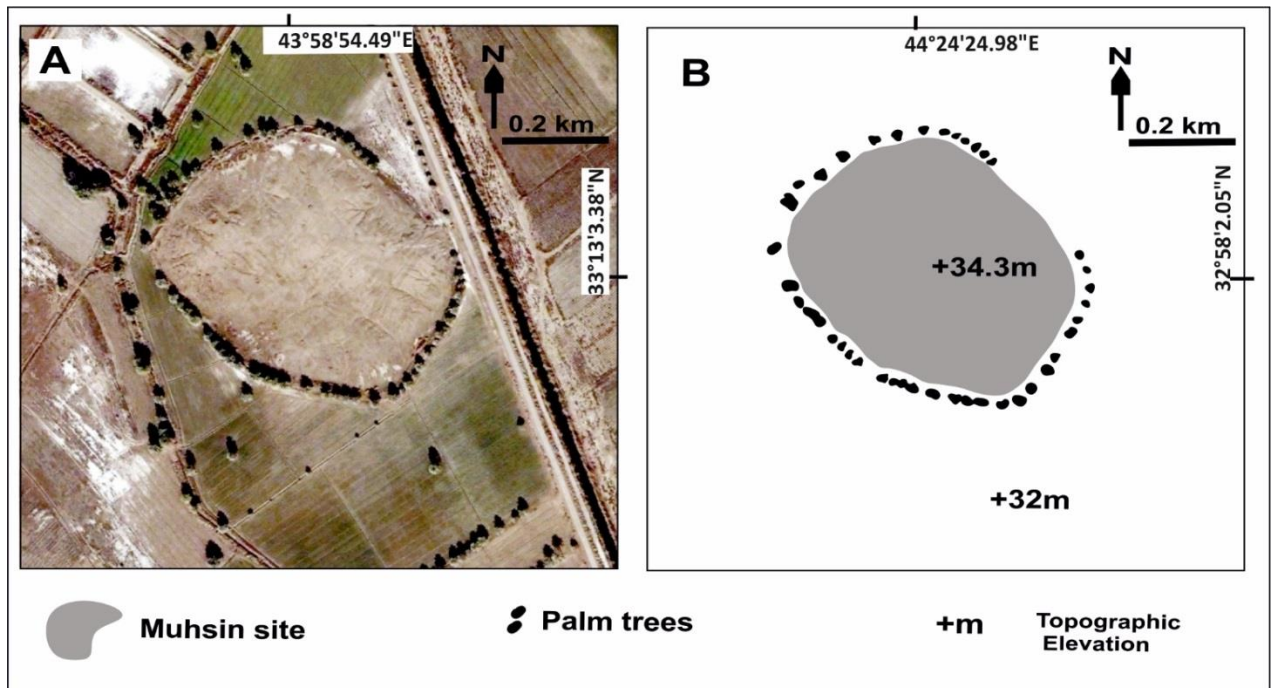 A
43°58'54.49"E
N
0.2 km
33°13'3.38"N
B
44°24'24.98"E
N
0.2 km
32°58'2.05"N
+34.3m
+32m
Muhsin site
Palm trees
+m
Topographic
Elevation